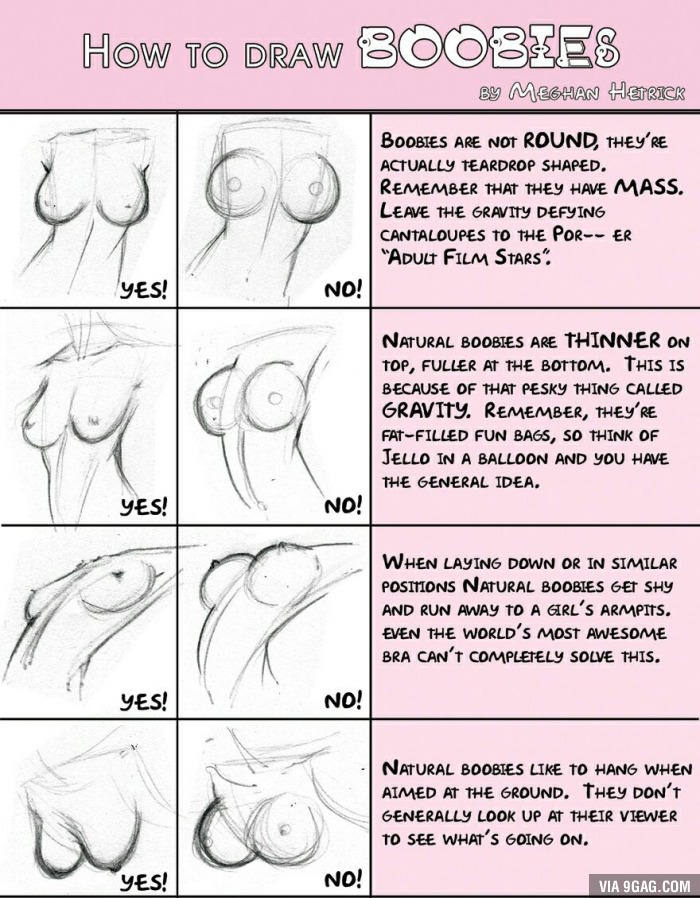 How to draw BOOBIES
by Meghan Hetrick
Boobies are not ROUND, they're
actually teardrop shaped.
Remember that they have MASS.
Leave the gravity defying
cantaloupes to the Por-- er
"Adult Film Stars".
YES!
NO!
Natural boobies are THINNER on
top, fuller at the bottom. This is
because of that pesky thing called
GRAVITY. Remember, they're
fat-filled fun bags, so think of
Jello in a balloon and you have
the general idea.
YES!
NO!
When laying down or in similar
positions Natural boobies get shy
and run away to a girl's armpits.
even the world's most awesome
bra can't completely solve this.
YES!
NO!
Natural boobies like to hang when
aimed at the ground. They don't
generally look up at their viewer
to see what's going on.
YES!
NO!
VIA 9GAG.COM